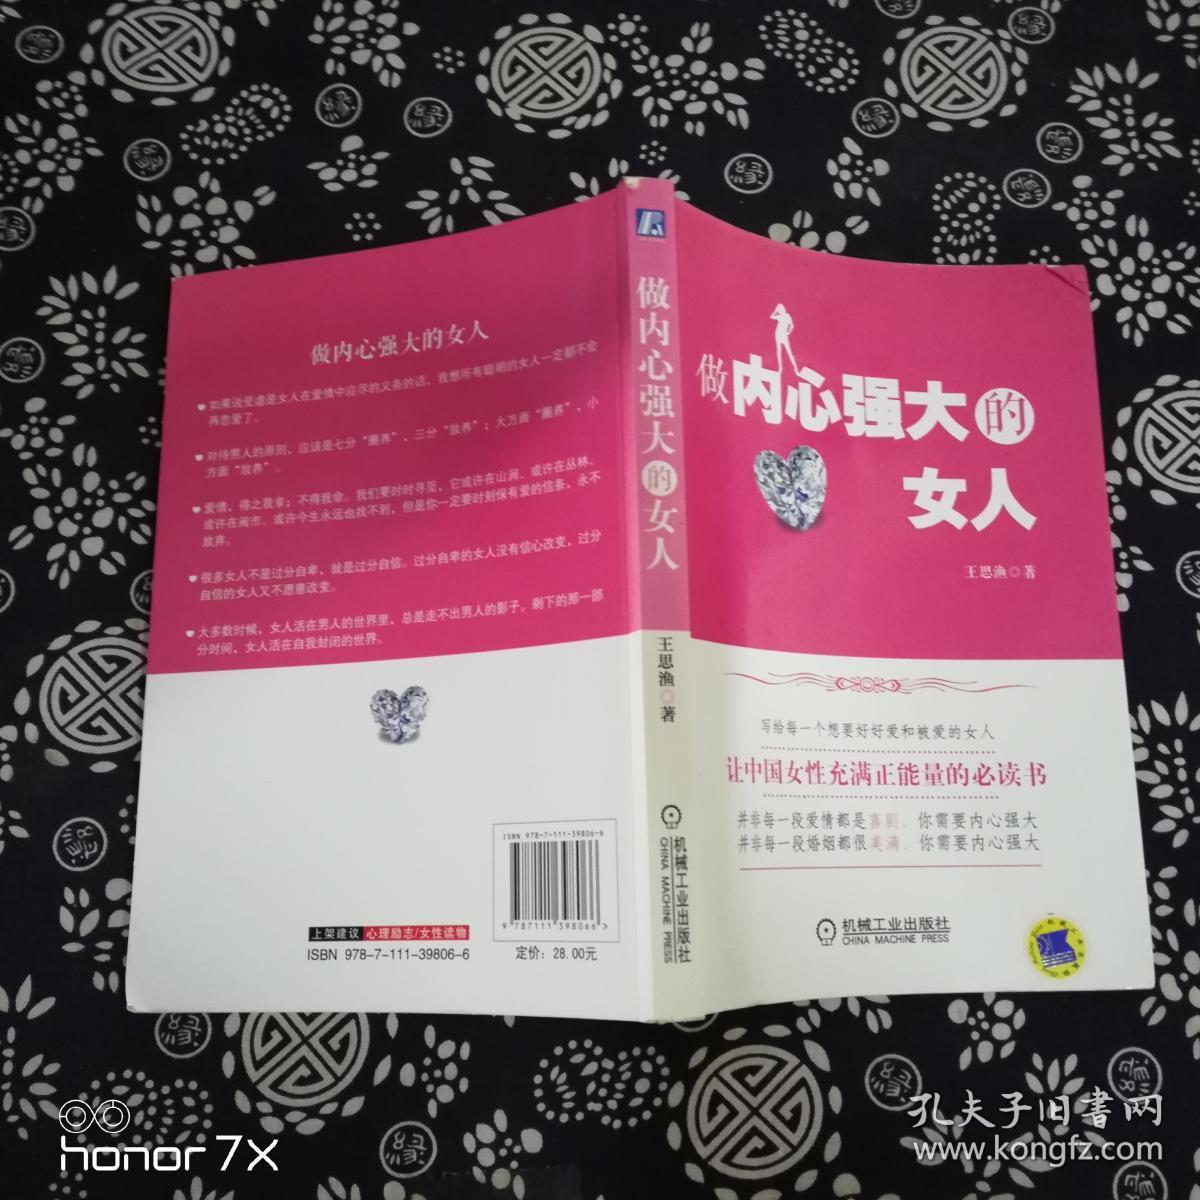 做内心强大的女人
如果说受虐是女人在爱情中应尽的义务的话，我想所有聪明的女人一定都不会
再恋爱了。
对待男人的原则，应该是七分“圈养”，三分“放养”；大方面“圈养”，小
方面“放养”。
爱情，得之我幸；不得我命。我们要时时寻觅，它或许在山涧、或许在丛林、
或许在闹市、或许今生永远也找不到，但是你一定要时刻保有爱的信条，永不
放弃。
很多女人不是过分自卑，就是过分自信。过分自卑的女人没有信心改变，过分
自信的女人又不愿意改变。
大多数时候，女人活在男人的世界里，总是走不出男人的影子。剩下的那一部
分时间，女人活在自我封闭的世界。
上架建议 心理励志/女性读物
ISBN 978-7-111-39806-6
ISBN 978-7-111-39806-6
9 787111 398066 >
定价：28.00元
做内心强大的女人
王思渔 著
机械工业出版社
CHINA MACHINE PRESS
做内心强大的
女人
王思渔 著
写给每一个想要好好爱和被爱的女人
让中国女性充满正能量的必读书
并非每一段爱情都是喜剧，你需要内心强大
并非每一段婚姻都很美满，你需要内心强大
机械工业出版社
CHINA MACHINE PRESS
honor 7X
孔夫子旧书网
www.kongfz.com